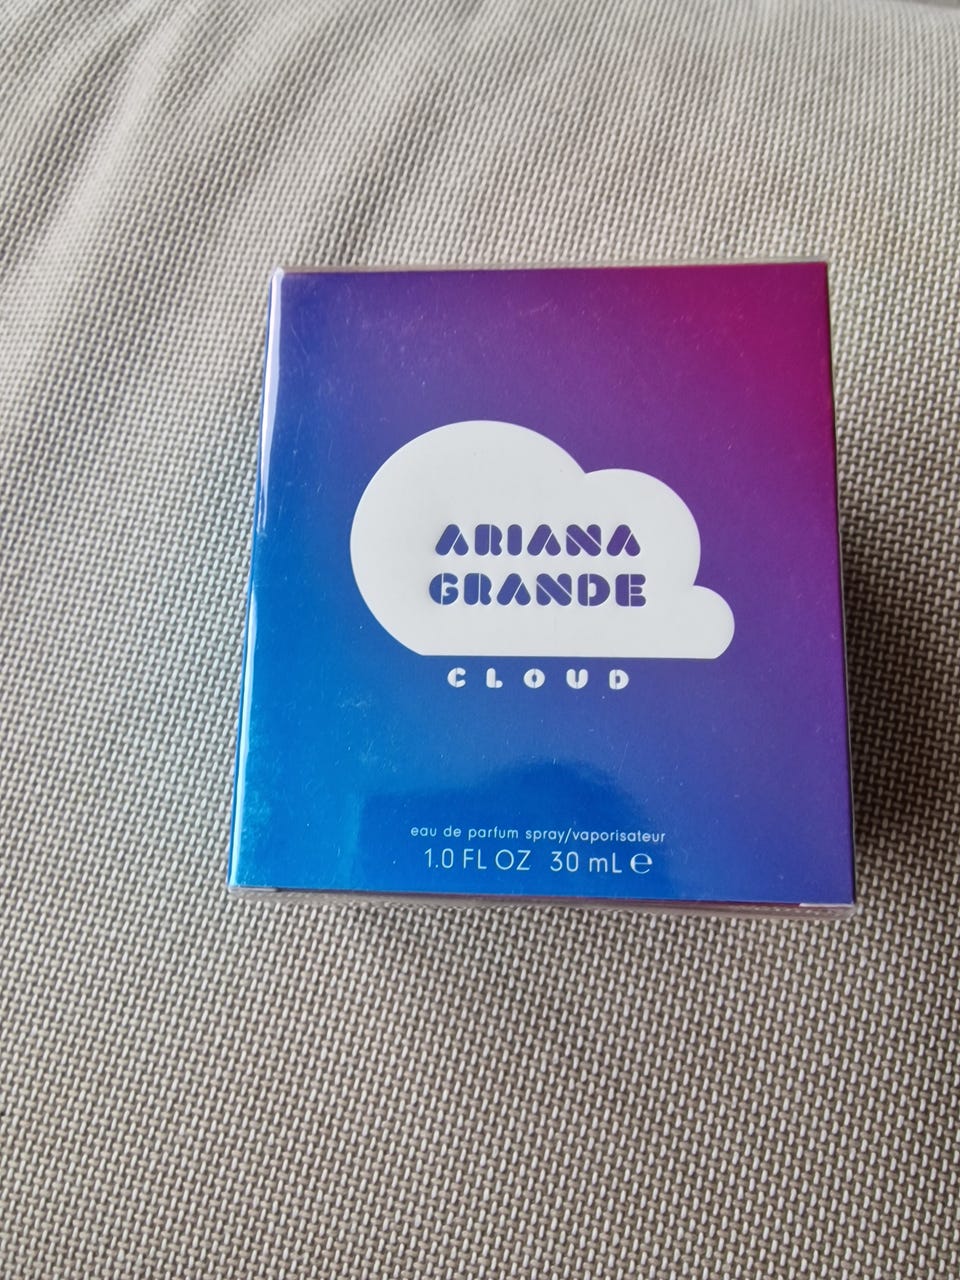 ARIANA
GRANDE
CLOUD
eau de parfum spray/vaporisateur
1.0 FL OZ 30 mL ℮